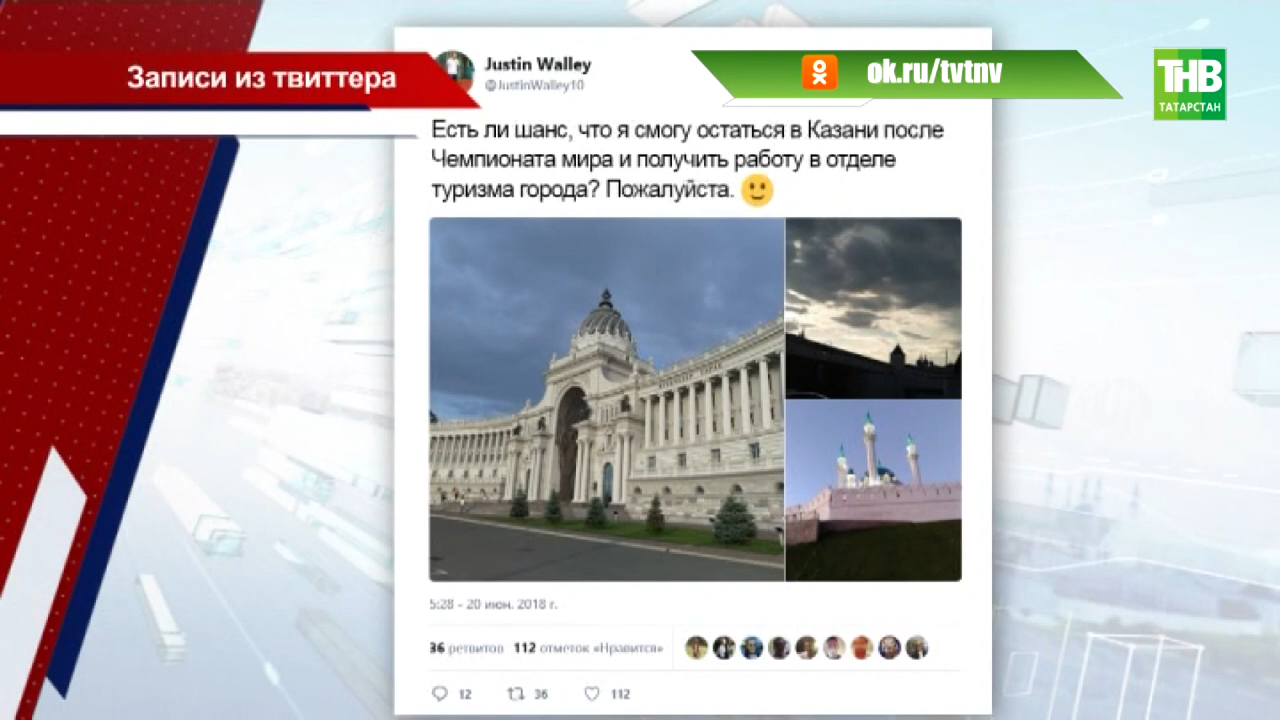 Записи из твиттера
Justin Walley
@JustinWalley10
ok.ru/tvtnv
ТНВ
ТАТАРСТАН
Есть ли шанс, что я смогу остаться в Казани после
Чемпионата мира и получить работу в отделе
туризма города? Пожалуйста.
5:28 - 20 июн. 2018 г.
36 ретвитов 112 отметок «Нравится»
12 36 112